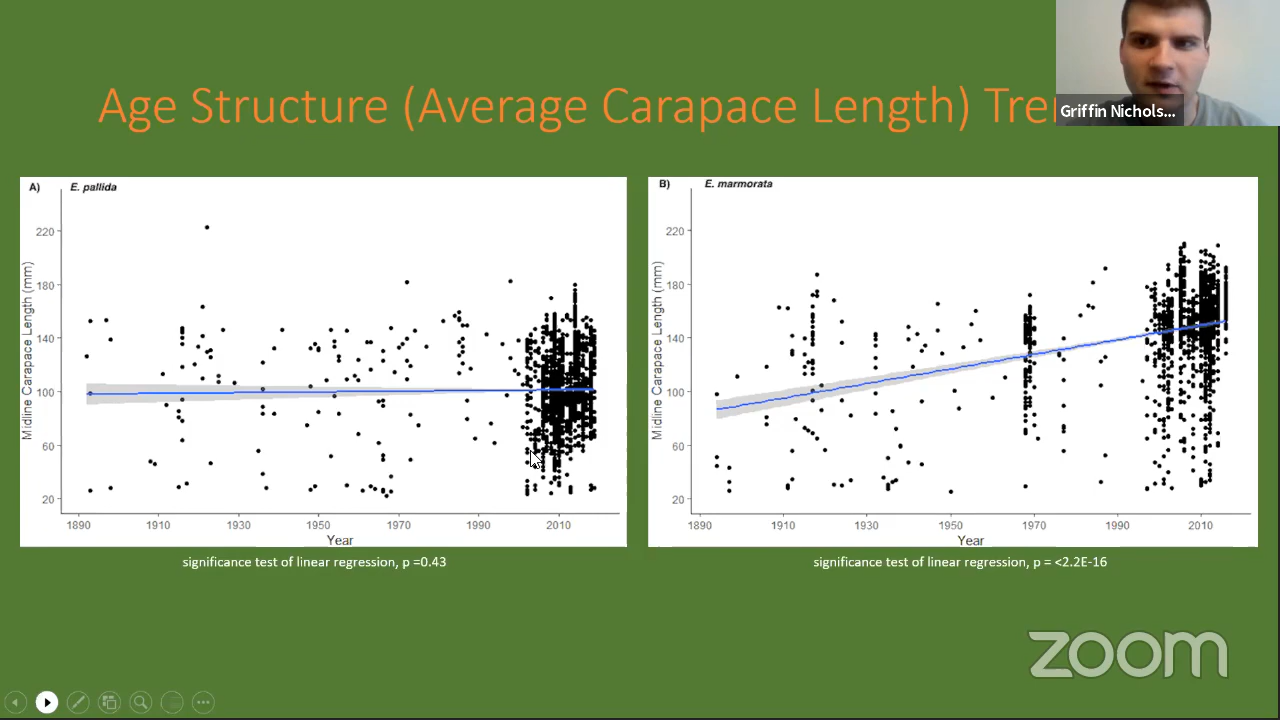 Age Structure (Average Carapace Length)
Griffin Nichols...
A) E. pallida
Midline Carapace Length (mm)
220
180
140
100
60
20
1890 1910 1930 1950 1970 1990 2010
Year
significance test of linear regression, p =0.43
B) E. marmorata
Midline Carapace Length (mm)
220
180
140
100
60
20
1890 1910 1930 1950 1970 1990 2010
Year
significance test of linear regression, p = <2.2E-16
zoom